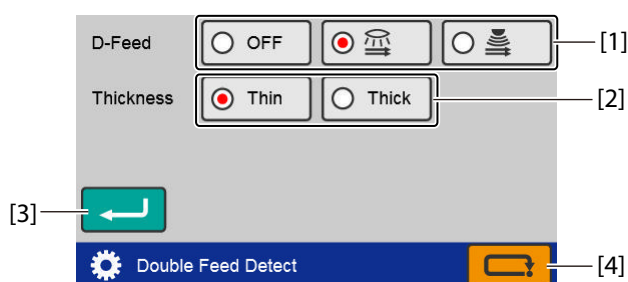 D-Feed OFF [1]
Thickness Thin Thick [2]
[3]
Double Feed Detect [4]